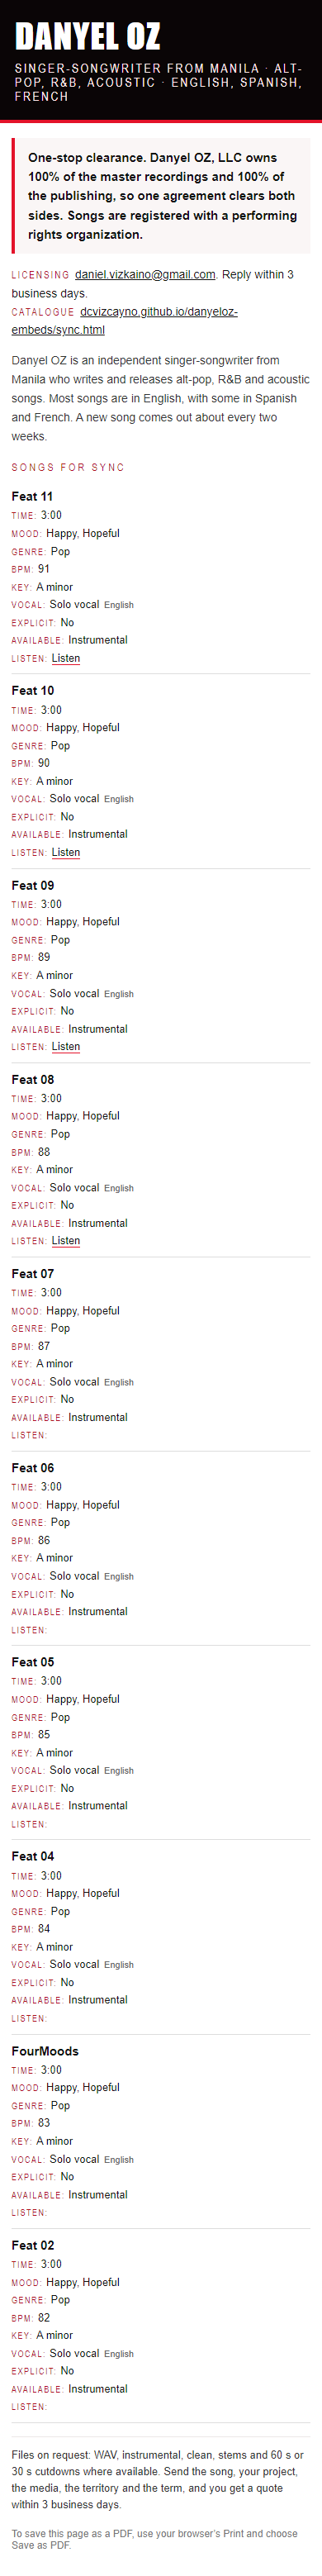 DANYEL OZ
SINGER-SONGWRITER FROM MANILA · ALT-
POP, R&B, ACOUSTIC · ENGLISH, SPANISH,
FRENCH
One-stop clearance. Danyel OZ, LLC owns
100% of the master recordings and 100% of
the publishing, so one agreement clears both
sides. Songs are registered with a performing
rights organization.
LICENSING daniel.vizkaino@gmail.com. Reply within 3
business days.
CATALOGUE dcvizcayno.github.io/danyeloz-
embeds/sync.html
Danyel OZ is an independent singer-songwriter from
Manila who writes and releases alt-pop, R&B and acoustic
songs. Most songs are in English, with some in Spanish
and French. A new song comes out about every two
weeks.
SONGS FOR SYNC
Feat 11
TIME: 3:00
MOOD: Happy, Hopeful
GENRE: Pop
BPM: 91
KEY: A minor
VOCAL: Solo vocal English
EXPLICIT: No
AVAILABLE: Instrumental
LISTEN: Listen
Feat 10
TIME: 3:00
MOOD: Happy, Hopeful
GENRE: Pop
BPM: 90
KEY: A minor
VOCAL: Solo vocal English
EXPLICIT: No
AVAILABLE: Instrumental
LISTEN: Listen
Feat 09
TIME: 3:00
MOOD: Happy, Hopeful
GENRE: Pop
BPM: 89
KEY: A minor
VOCAL: Solo vocal English
EXPLICIT: No
AVAILABLE: Instrumental
LISTEN: Listen
Feat 08
TIME: 3:00
MOOD: Happy, Hopeful
GENRE: Pop
BPM: 88
KEY: A minor
VOCAL: Solo vocal English
EXPLICIT: No
AVAILABLE: Instrumental
LISTEN: Listen
Feat 07
TIME: 3:00
MOOD: Happy, Hopeful
GENRE: Pop
BPM: 87
KEY: A minor
VOCAL: Solo vocal English
EXPLICIT: No
AVAILABLE: Instrumental
LISTEN:
Feat 06
TIME: 3:00
MOOD: Happy, Hopeful
GENRE: Pop
BPM: 86
KEY: A minor
VOCAL: Solo vocal English
EXPLICIT: No
AVAILABLE: Instrumental
LISTEN:
Feat 05
TIME: 3:00
MOOD: Happy, Hopeful
GENRE: Pop
BPM: 85
KEY: A minor
VOCAL: Solo vocal English
EXPLICIT: No
AVAILABLE: Instrumental
LISTEN:
Feat 04
TIME: 3:00
MOOD: Happy, Hopeful
GENRE: Pop
BPM: 84
KEY: A minor
VOCAL: Solo vocal English
EXPLICIT: No
AVAILABLE: Instrumental
LISTEN:
FourMoods
TIME: 3:00
MOOD: Happy, Hopeful
GENRE: Pop
BPM: 83
KEY: A minor
VOCAL: Solo vocal English
EXPLICIT: No
AVAILABLE: Instrumental
LISTEN:
Feat 02
TIME: 3:00
MOOD: Happy, Hopeful
GENRE: Pop
BPM: 82
KEY: A minor
VOCAL: Solo vocal English
EXPLICIT: No
AVAILABLE: Instrumental
LISTEN:
Files on request: WAV, instrumental, clean, stems and 60 s or
30 s cutdowns where available. Send the song, your project,
the media, the territory and the term, and you get a quote
within 3 business days.
To save this page as a PDF, use your browser's Print and choose
Save as PDF.